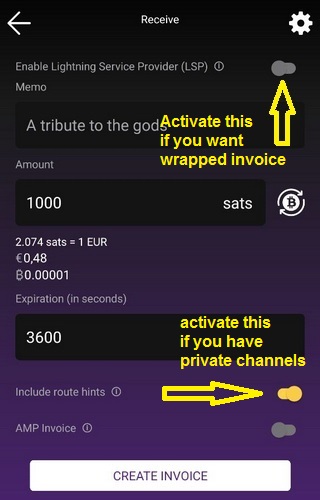 Receive
Enable Lightning Service Provider (LSP)
Memo
Activate this
if you want
wrapped invoice
A tribute to the gods
Amount
1000 sats
2.074 sats = 1 EUR
€0,48
₿0.00001
Expiration (in seconds)
3600
activate this
if you have
private channels
Include route hints
AMP Invoice
CREATE INVOICE